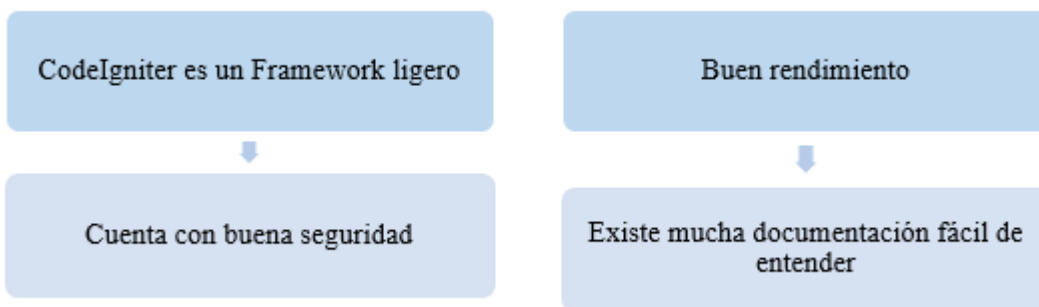 CodeIgniter es un Framework ligero
Buen rendimiento
Cuenta con buena seguridad
Existe mucha documentación fácil de
entender